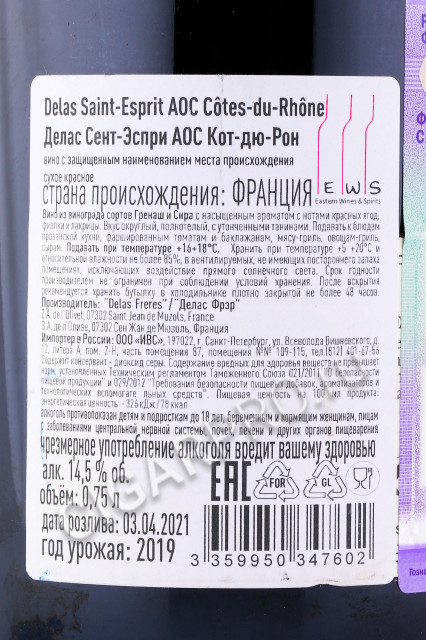 Delas Saint-Esprit AOC Côtes-du-Rhône
Делас Сент-Эспри АОС Кот-дю-Рон
вино с защищенным наименованием места происхождения
сухое красное
страна происхождения: ФРАНЦИЯ
EWS
Eastern Wines & Spirits
Вино из винограда сортов Гренаш и Сира с насыщенным ароматом с нотами красных ягод,
фиалки и лакрицы. Вкус округлый, полнотелый, с утонченными танинами. Подавать к блюдам
прованской кухни, фаршированным томатам и баклажанам, мясу-гриль, овощам-гриль,
сырам. Подавать при температуре +16+18°С. Хранить при температуре +5 +20°С и
относительной влажности не более 85%, в вентилируемых, не имеющих постороннего запаха
помещениях, исключающих воздействие прямого солнечного света. Срок годности
производителем не ограничен при соблюдении условий хранения. После вскрытия
рекомендуется хранить бутылку в холодильнике плотно закрытой не более 48 часов.
Производитель: "Delas Freres"/"Делас Фрэр"
Z.A. de L'Olivet, 07302 Saint Jean de Muzols, France
З.А. де л Оливе, 07302 Сен Жан де Мюзоль, Франция
Импортер в России: ООО «ИВС», 197022, г. Санкт-Петербург, ул. Всеволода Вишневского, д.
12, литера А, пом. 2-Н, часть помещения 87, помещения №№ 109-115, тел.(812) 401-67-56
Содержит консервант - диоксид серы. Содержание вредных для здоровья веществ не превышает
норм, установленных Техническими регламентами Таможенного Союза 021/2011 "О безопасности
пищевой продукции" и 029/2012 "Требования безопасности пищевых добавок, ароматизаторов и
технологических вспомогательных средств". Пищевая ценность на 100 мл продукта:
энергетическая ценность - 326 кДж/78 ккал
алкоголь противопоказан детям и подросткам до 18 лет, беременным и кормящим женщинам, лицам
с заболеваниями центральной нервной системы, почек, печени и других органов пищеварения
чрезмерное употребление алкоголя вредит вашему здоровью
алк. 14,5 % об.
объём: 0,75 л
дата розлива: 03.04.2021
год урожая: 2019
EAC
FOR
GL
3 359950 347602
Гозна